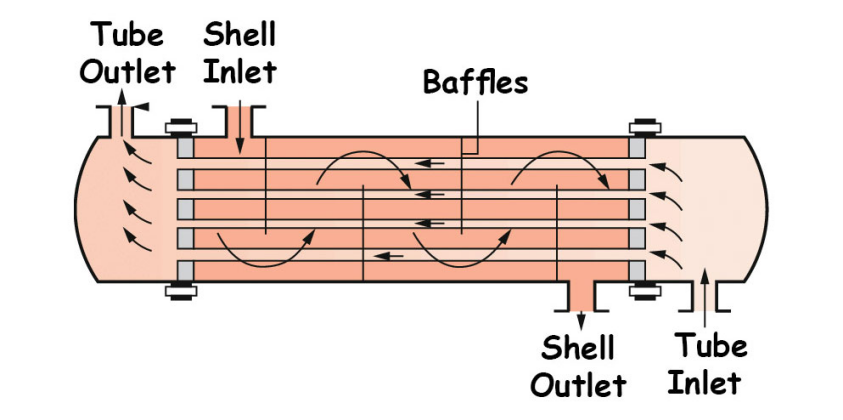 Tube
Outlet
Shell
Inlet
Baffles
Shell
Outlet
Tube
Inlet